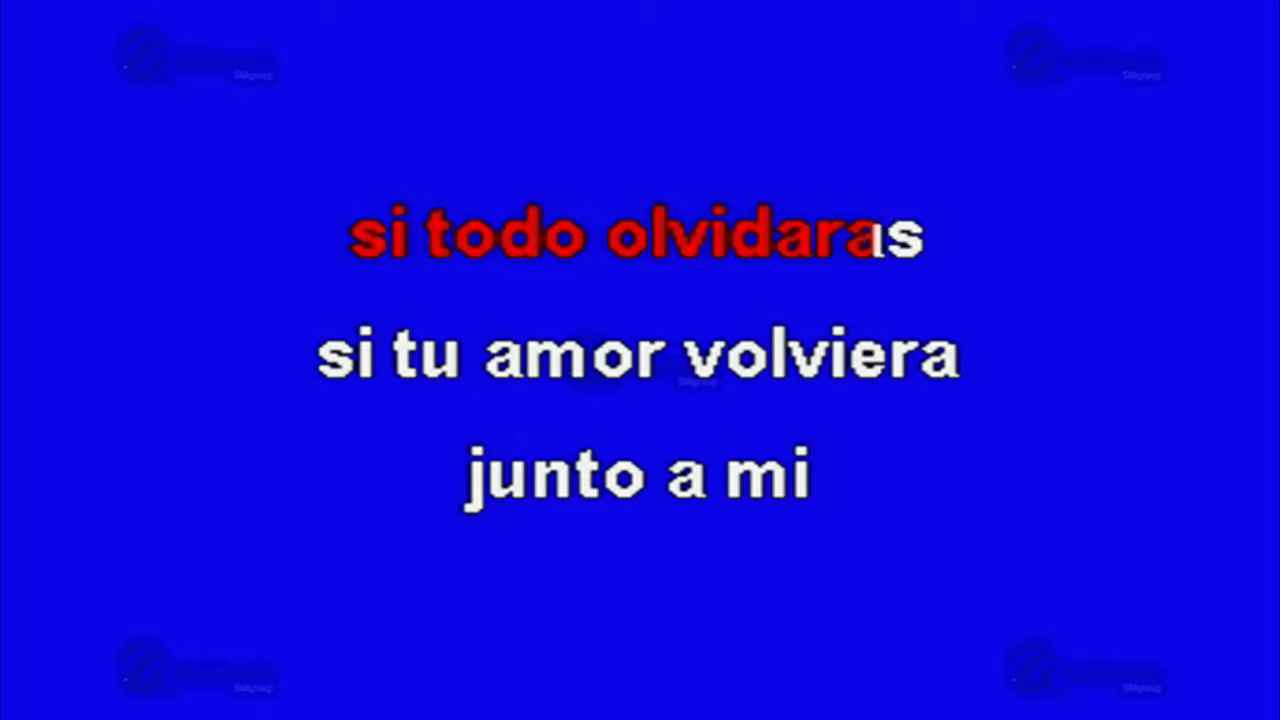 si todo olvidaras
si tu amor volviera
junto a mi